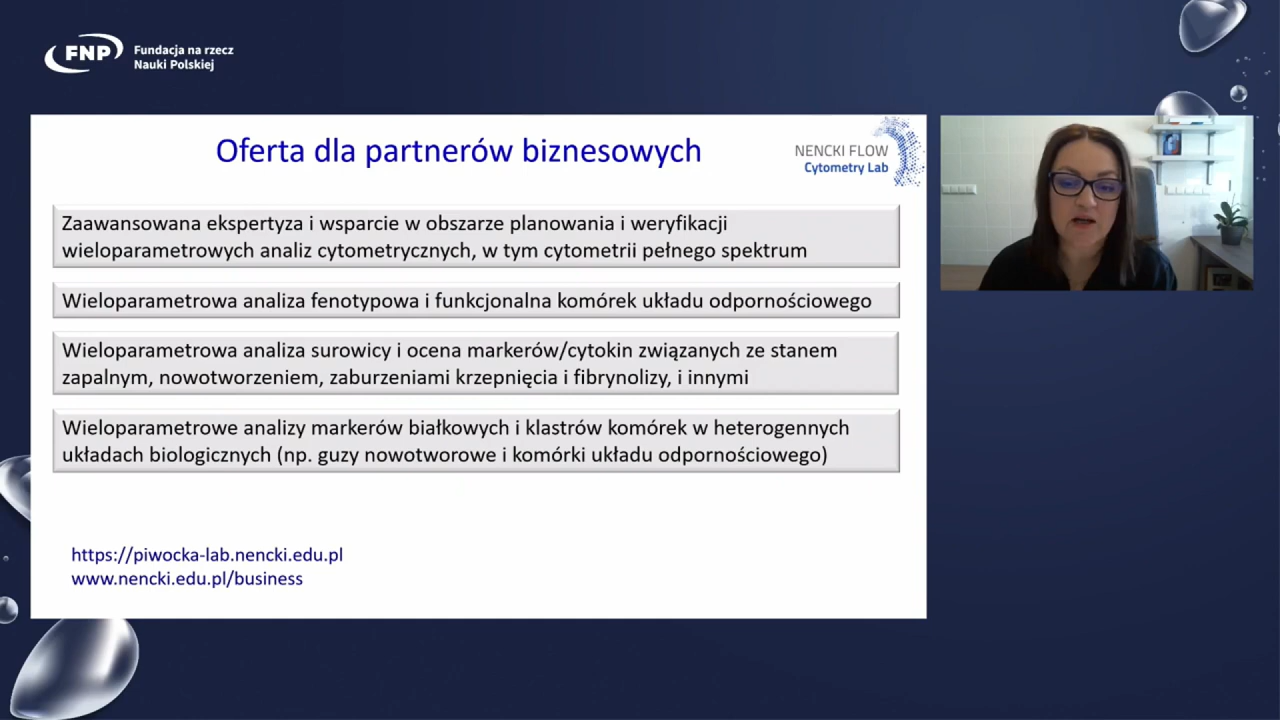 FNP
Fundacja na rzecz
Nauki Polskiej
Oferta dla partnerów biznesowych
NENCKI FLOW
Cytometry Lab
Zaawansowana ekspertyza i wsparcie w obszarze planowania i weryfikacji
wieloparametrowych analiz cytometrycznych, w tym cytometrii pełnego spektrum
Wieloparametrowa analiza fenotypowa i funkcjonalna komórek układu odpornościowego
Wieloparametrowa analiza surowicy i ocena markerów/cytokin związanych ze stanem
zapalnym, nowotworzeniem, zaburzeniami krzepnięcia i fibrynolizy, i innymi
Wieloparametrowe analizy markerów białkowych i klastrów komórek w heterogennych
układach biologicznych (np. guzy nowotworowe i komórki układu odpornościowego)
https://piwocka-lab.nencki.edu.pl
www.nencki.edu.pl/business